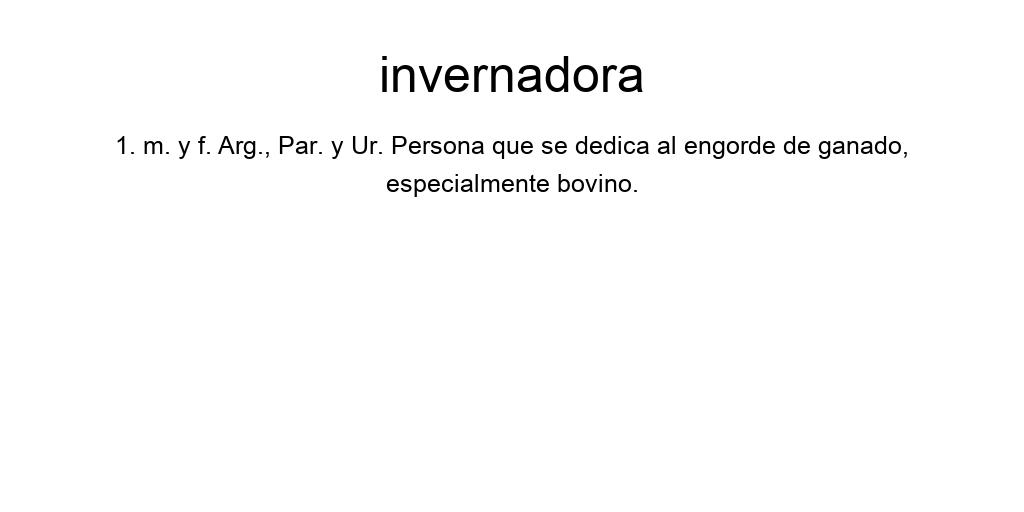 invernadora
1. m. y f. Arg., Par. y Ur. Persona que se dedica al engorde de ganado,
especialmente bovino.